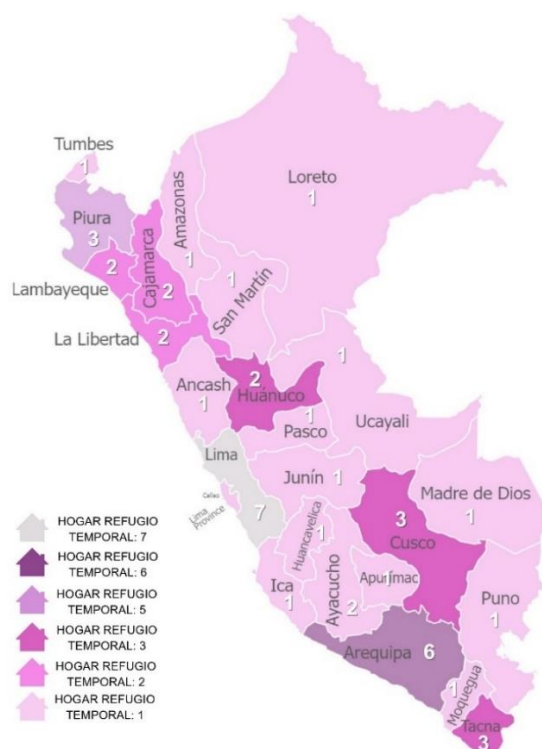 Tumbes
1
Piura
3
Lambayeque
2
Cajamarca
2
Amazonas
1
San Martín
1
Loreto
1
La Libertad
2
Ancash
1
2
Huánuco
1
Pasco
1
Ucayali
Lima
7
Callao
Lima
Province
Junín
1
Huancavelica
1
Ica
1
Ayacucho
2
Apurímac
1
3
Cusco
Madre de Dios
1
Puno
1
Arequipa
6
Moquegua
1
Tacna
3
HOGAR REFUGIO
TEMPORAL: 7
HOGAR REFUGIO
TEMPORAL: 6
HOGAR REFUGIO
TEMPORAL: 5
HOGAR REFUGIO
TEMPORAL: 3
HOGAR REFUGIO
TEMPORAL: 2
HOGAR REFUGIO
TEMPORAL: 1